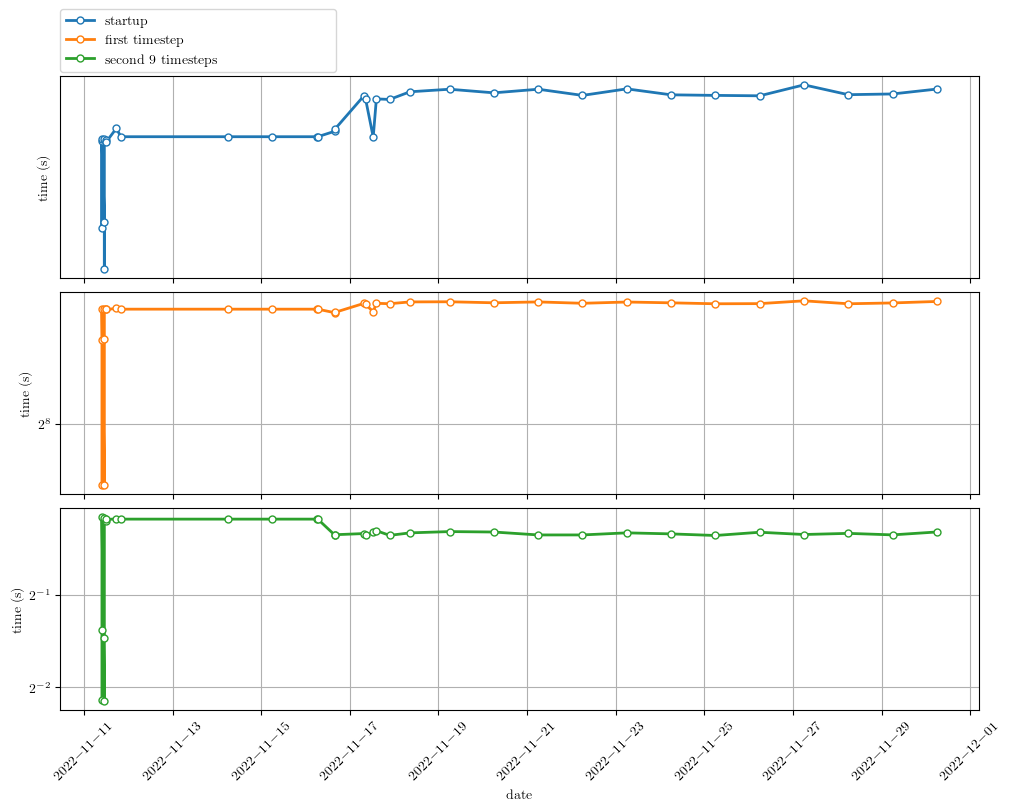 startup
first timestep
second 9 timesteps
time (s)
time (s)
2^8
time (s)
2^−1
2^−2
2022−11−11
2022−11−13
2022−11−15
2022−11−17
2022−11−19
2022−11−21
2022−11−23
2022−11−25
2022−11−27
2022−11−29
2022−12−01
date